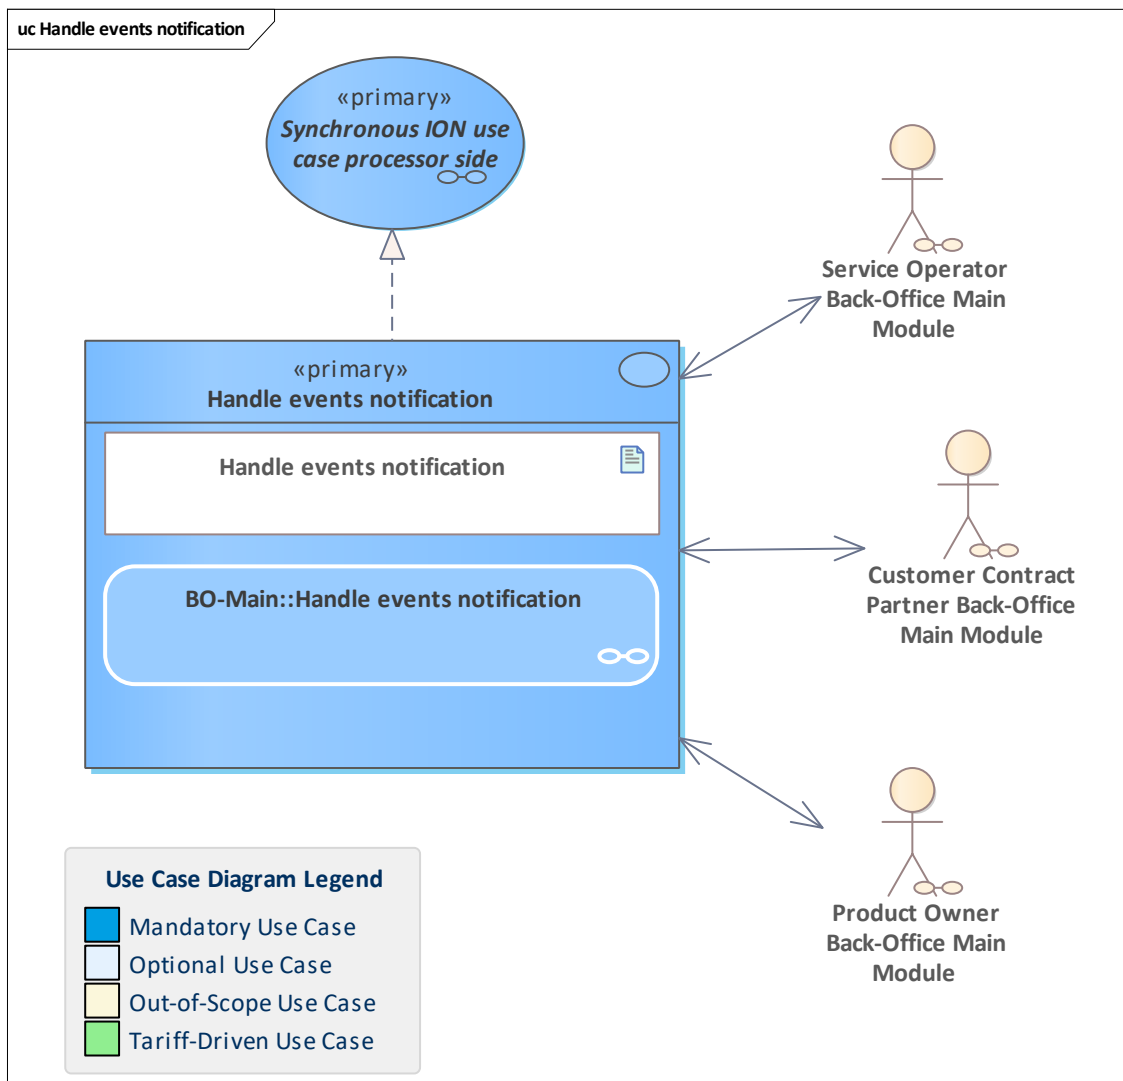 uc Handle events notification
«primary»
Synchronous ION use
case processor side
Service Operator
Back-Office Main
Module
«primary»
Handle events notification
Handle events notification
BO-Main::Handle events notification
Customer Contract
Partner Back-Office
Main Module
Product Owner
Back-Office Main
Module
Use Case Diagram Legend
Mandatory Use Case
Optional Use Case
Out-of-Scope Use Case
Tariff-Driven Use Case